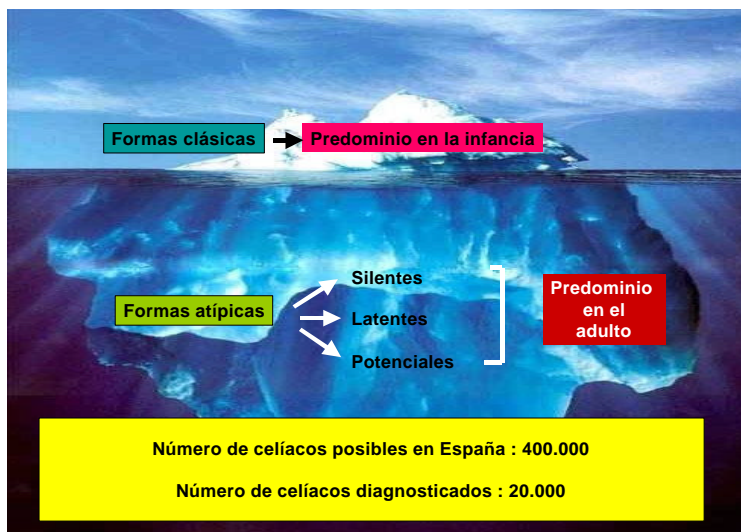 Formas clásicas
Predominio en la infancia
Formas atípicas
Silentes
Latentes
Potenciales
Predominio
en el
adulto
Número de celíacos posibles en España : 400.000
Número de celíacos diagnosticados : 20.000